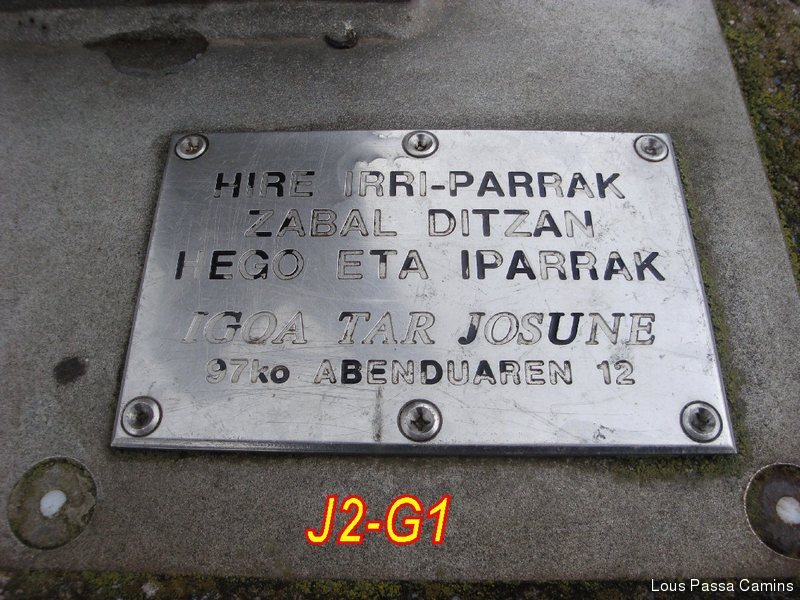 HIRE IRRI-PARRAK
ZABAL DITZAN
HEGO ETA IPARRAK
IGOA TAR JOSUNE
97ko ABENDUAREN 12
J2-G1
Lous Passa Camins